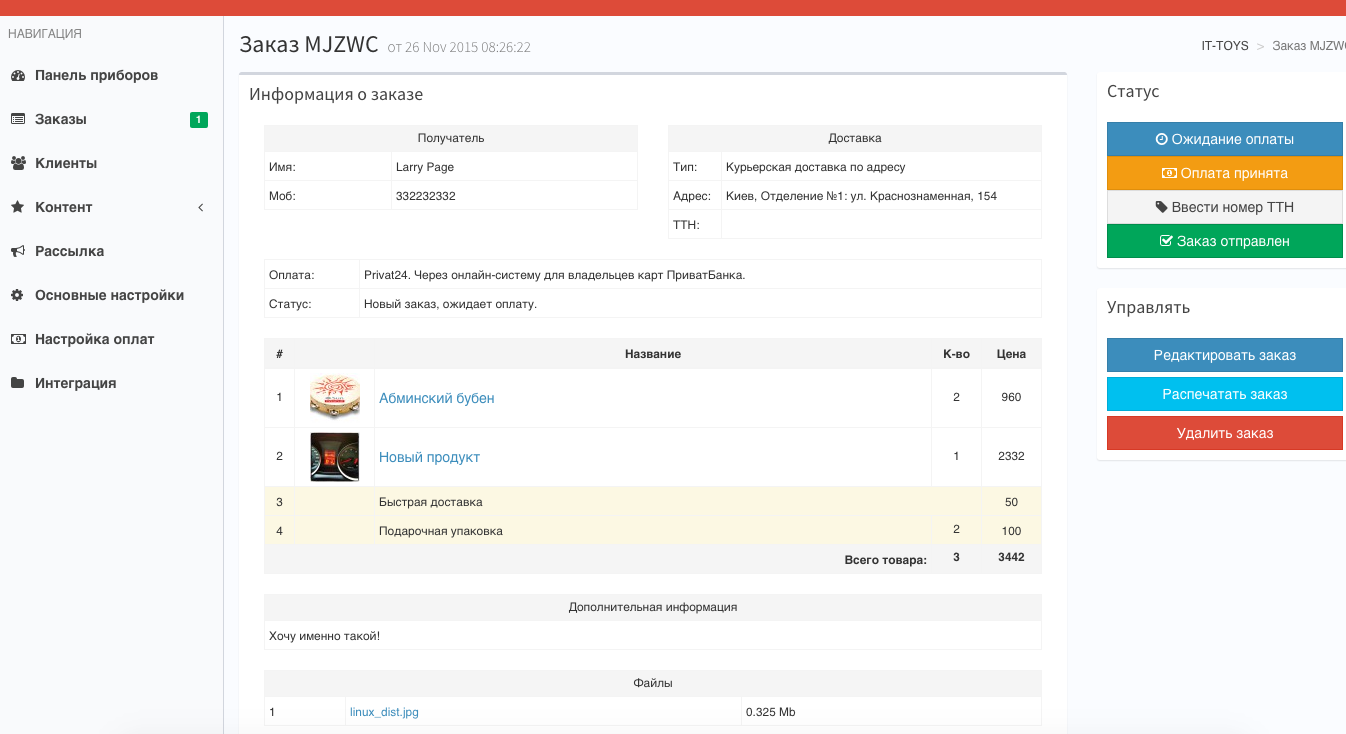 НАВИГАЦИЯ
Панель приборов
Заказы 1
Клиенты
Контент
Рассылка
Основные настройки
Настройка оплат
Интеграция
Заказ MJZWC от 26 Nov 2015 08:26:22
IT-TOYS > Заказ MJZW
Информация о заказе
Получатель
Имя: Larry Page
Моб: 332232332
Доставка
Тип: Курьерская доставка по адресу
Адрес: Киев, Отделение №1: ул. Краснознаменная, 154
ТТН:
Оплата: Privat24. Через онлайн-систему для владельцев карт ПриватБанка.
Статус: Новый заказ, ожидает оплату.
# Название К-во Цена
1 Абминский бубен 2 960
2 Новый продукт 1 2332
3 Быстрая доставка 50
4 Подарочная упаковка 2 100
Всего товара: 3 3442
Дополнительная информация
Хочу именно такой!
Файлы
1 linux_dist.jpg 0.325 Mb
Статус
Ожидание оплаты
Оплата принята
Ввести номер ТТН
Заказ отправлен
Управлять
Редактировать заказ
Распечатать заказ
Удалить заказ